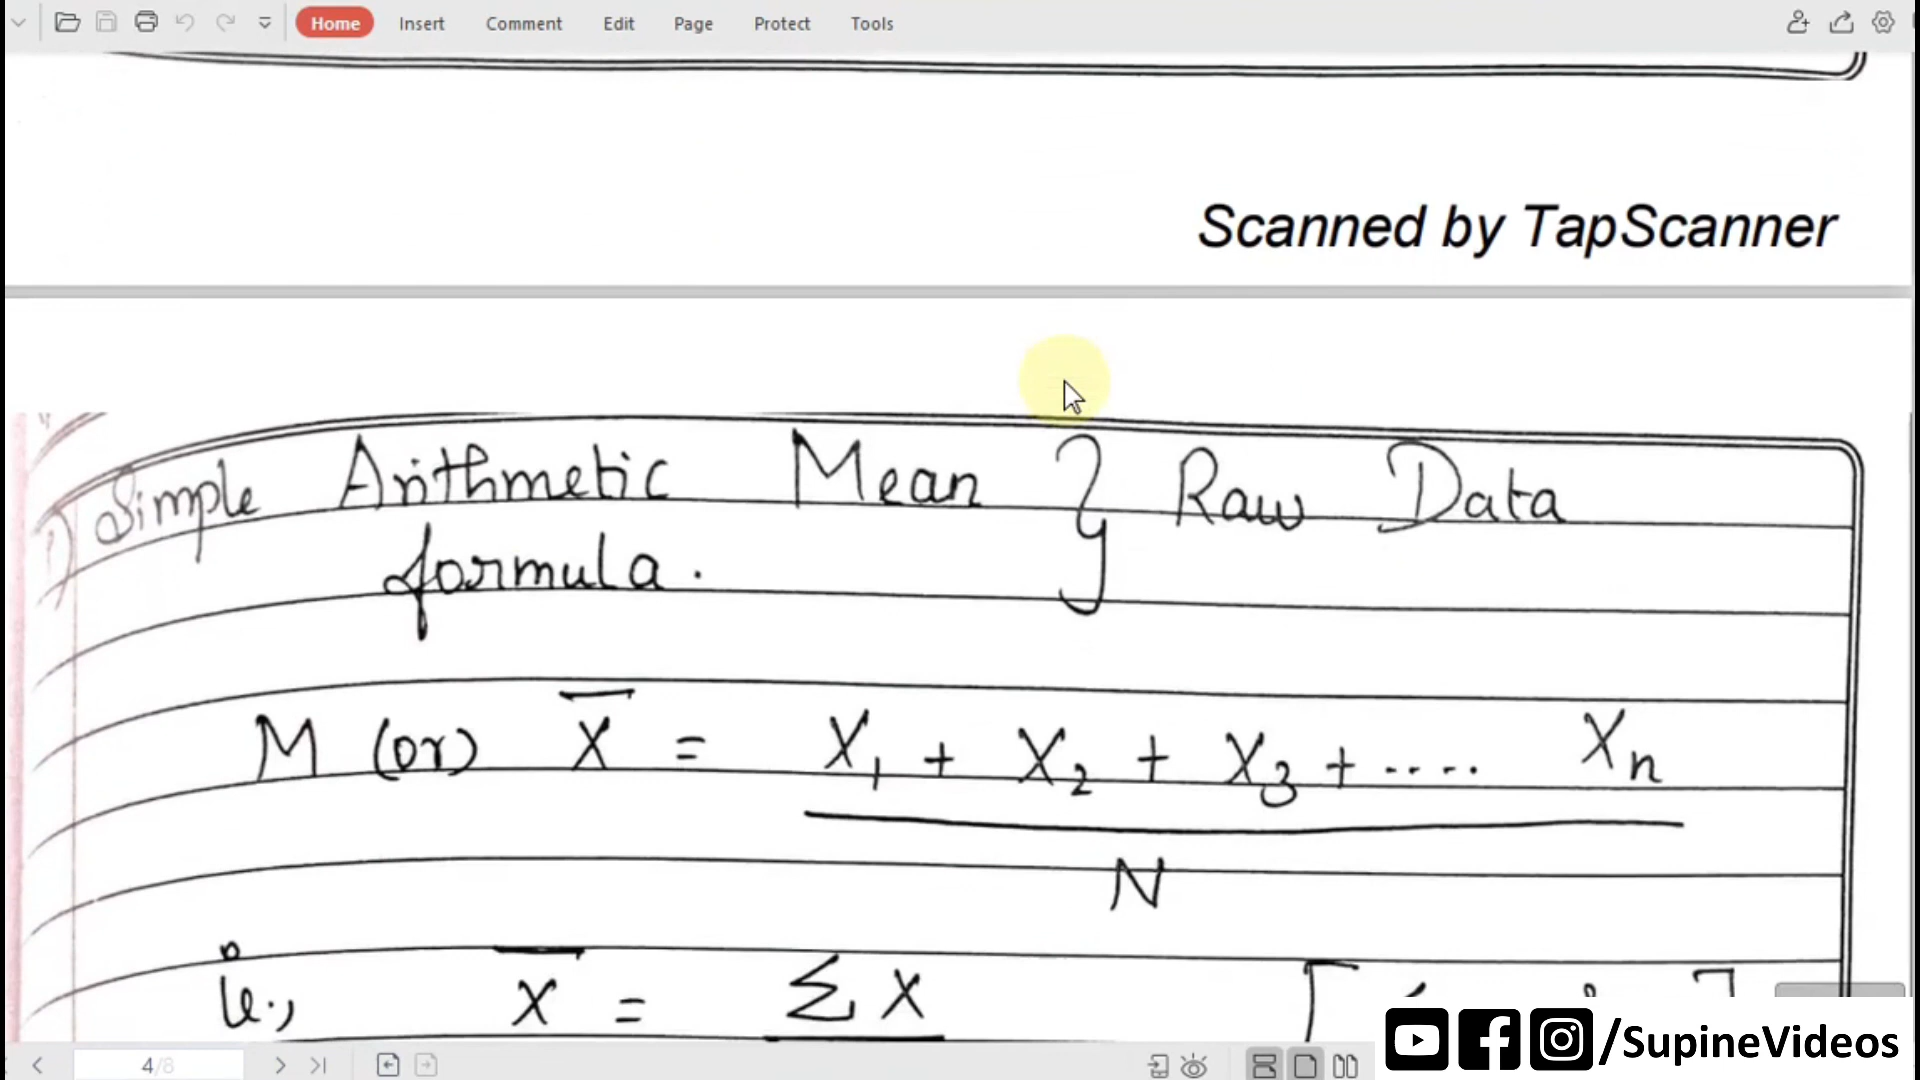 Home Insert Comment Edit Page Protect Tools
Scanned by TapScanner
1) Simple Arithmetic Mean } Raw Data
formula.
M (or) X̄ = X₁ + X₂ + X₃ + .... Xn
N
ie., X̄ = Σ X
4/8
/SupineVideos